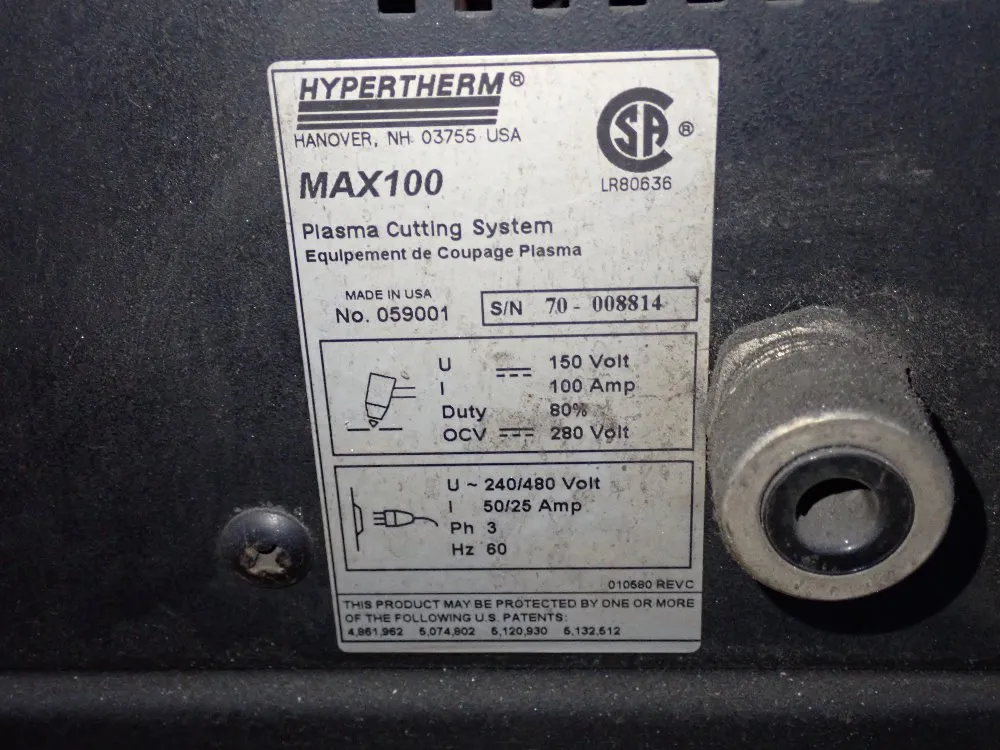 HYPERTHERM®
HANOVER, NH 03755 USA
SA ®
LR80636
MAX100
Plasma Cutting System
Equipement de Coupage Plasma
MADE IN USA
No. 059001
S/N 70 - 008814
U 150 Volt
I 100 Amp
Duty 80%
OCV 280 Volt
U ~ 240/480 Volt
I 50/25 Amp
Ph 3
Hz 60
010580 REV C
THIS PRODUCT MAY BE PROTECTED BY ONE OR MORE
OF THE FOLLOWING U.S. PATENTS:
4,861,962 5,074,802 5,120,930 5,132,512